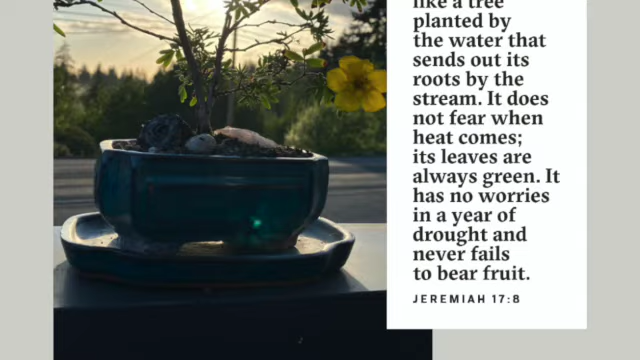 like a tree
planted by
the water that
sends out its
roots by the
stream. It does
not fear when
heat comes;
its leaves are
always green. It
has no worries
in a year of
drought and
never fails
to bear fruit.
JEREMIAH 17:8